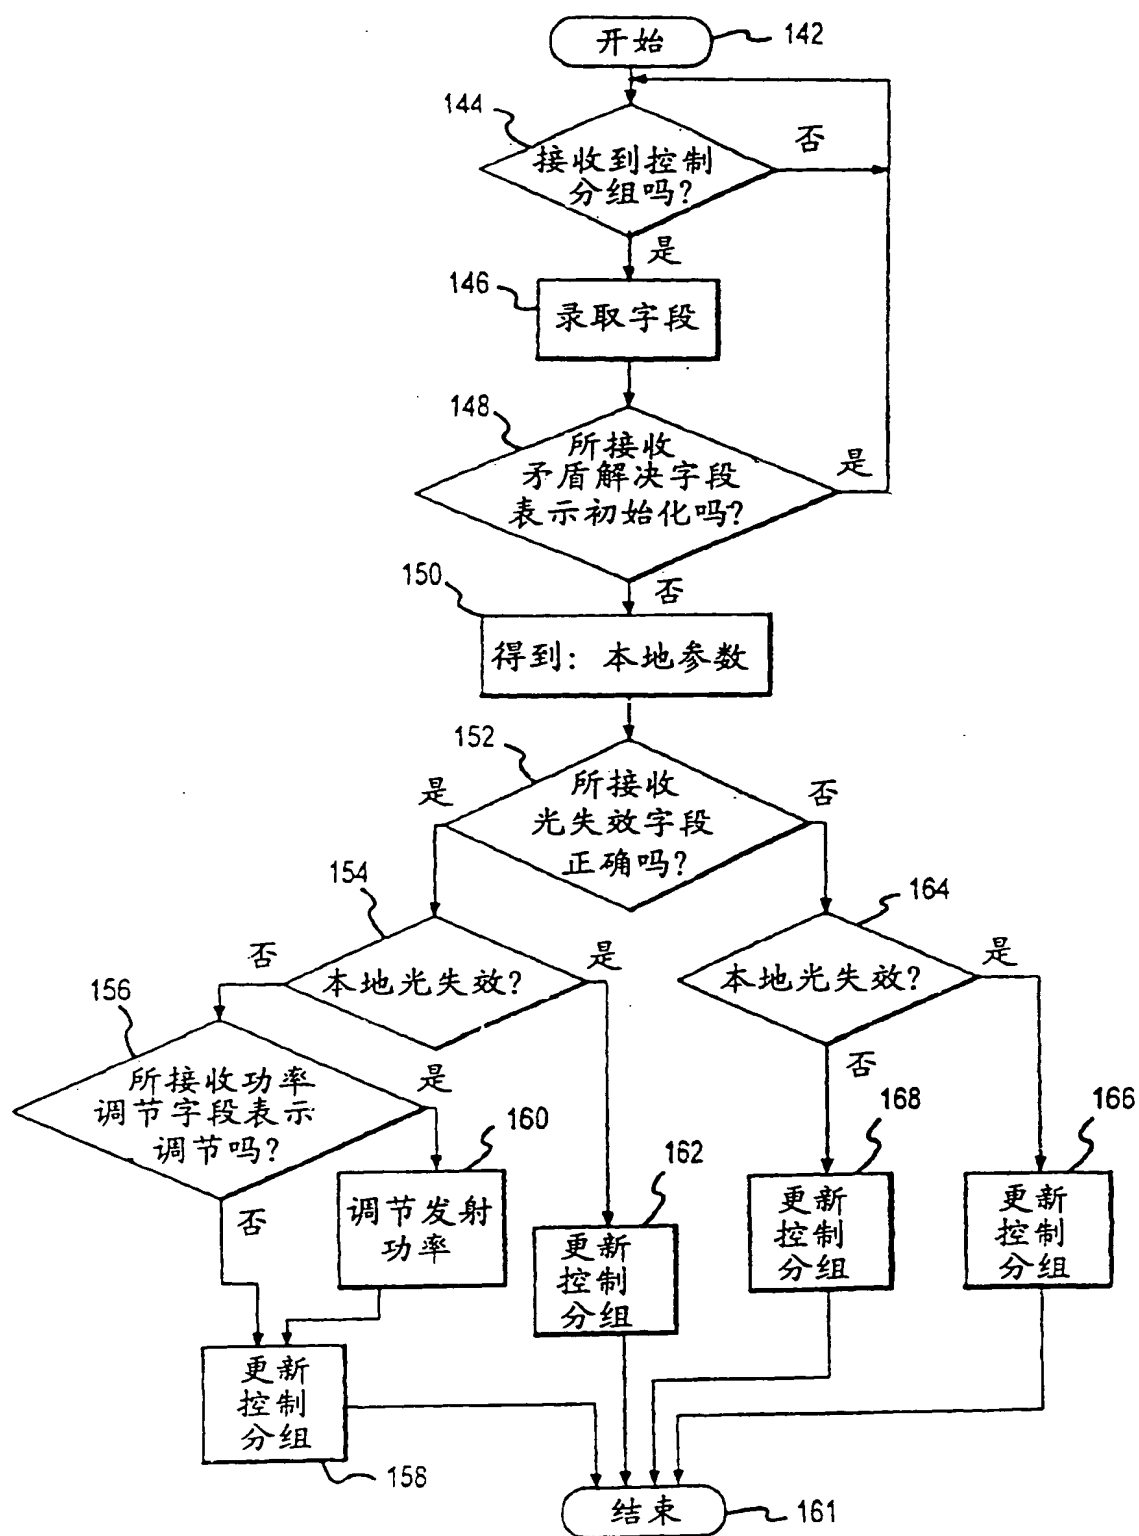 开始
142
144
接收到控制
分组吗?
否
是
146
录取字段
148
所接收
矛盾解决字段
表示初始化吗?
是
否
150
得到: 本地参数
152
所接收
光失效字段
正确吗?
是
否
154
本地光失效?
否
是
164
本地光失效?
是
否
156
所接收功率
调节字段表示
调节吗?
是
否
160
调节发射
功率
162
更新
控制
分组
168
更新
控制
分组
166
更新
控制
分组
更新
控制
分组
158
结束
161